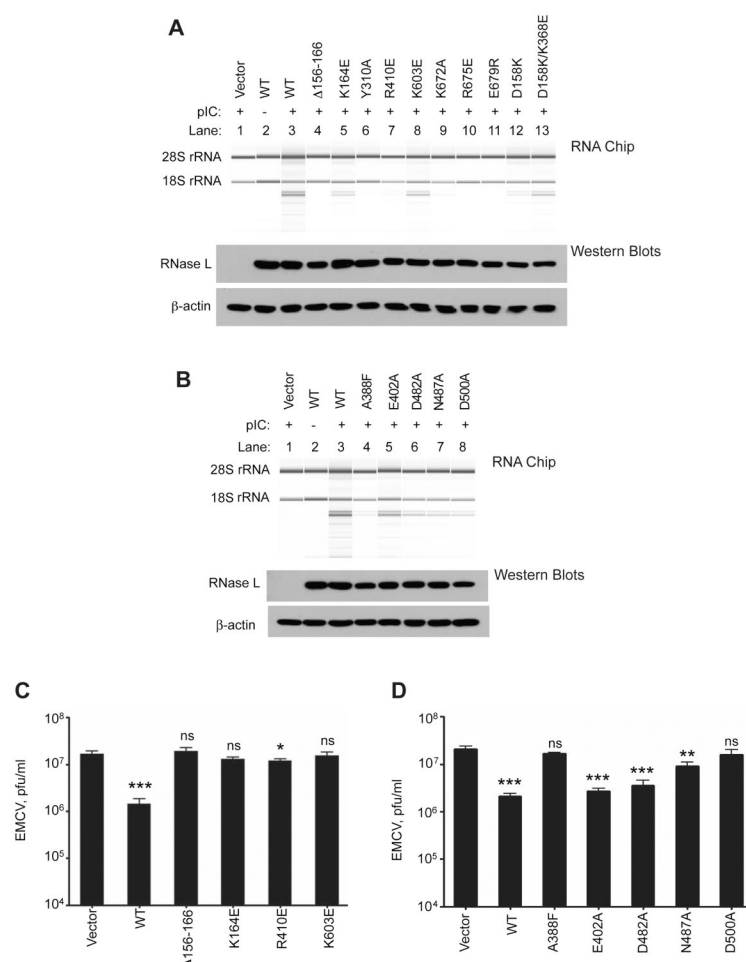 A
Vector WT WT Δ156-166 K164E Y310A R410E K603E K672A R675E E679R D158K D158K/K368E
pIC: + - + + + + + + + + + + +
Lane: 1 2 3 4 5 6 7 8 9 10 11 12 13
RNA Chip
28S rRNA
18S rRNA
Western Blots
RNase L
β-actin
B
Vector WT WT A388F E402A D482A N487A D500A
pIC: + - + + + + + +
Lane: 1 2 3 4 5 6 7 8
RNA Chip
28S rRNA
18S rRNA
Western Blots
RNase L
β-actin
C
EMCV, pfu/ml
10⁸
10⁷
10⁶
10⁵
10⁴
*** ns ns * ns
Vector WT Δ156-166 K164E R410E K603E
D
EMCV, pfu/ml
10⁸
10⁷
10⁶
10⁵
10⁴
*** ns *** *** ** ns
Vector WT A388F E402A D482A N487A D500A